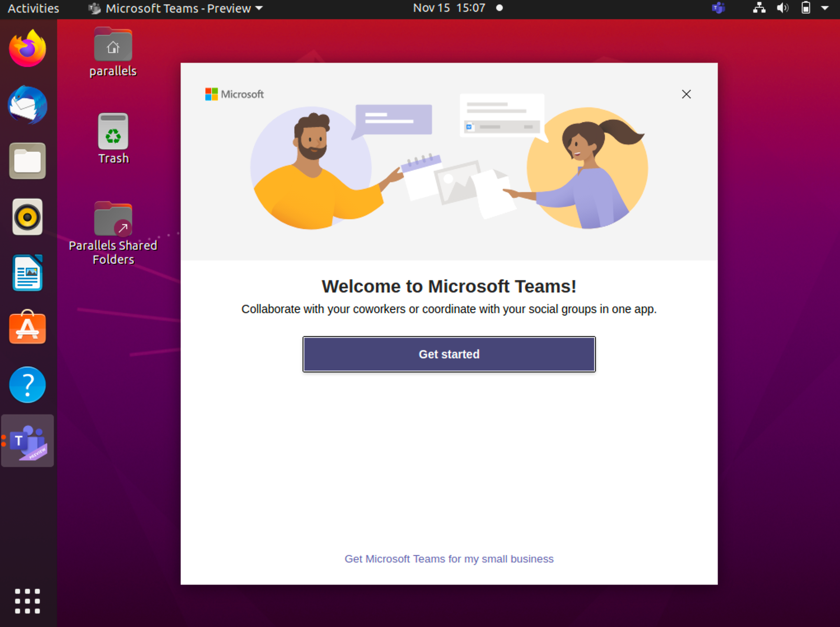 Activities
Microsoft Teams - Preview
Nov 15 15:07
parallels
Trash
Parallels Shared
Folders
Microsoft
Welcome to Microsoft Teams!
Collaborate with your coworkers or coordinate with your social groups in one app.
Get started
Get Microsoft Teams for my small business
T